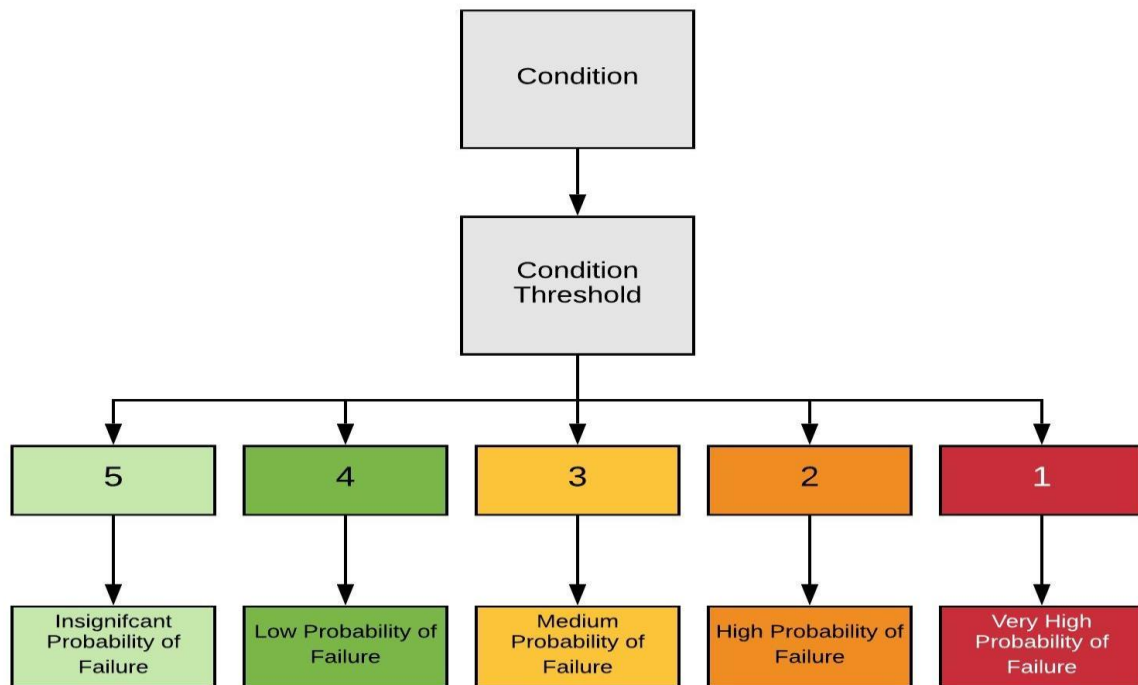 Condition
Condition
Threshold
5
4
3
2
1
Insignifcant
Probability of
Failure
Low Probability of
Failure
Medium
Probability of
Failure
High Probability of
Failure
Very High
Probability of
Failure